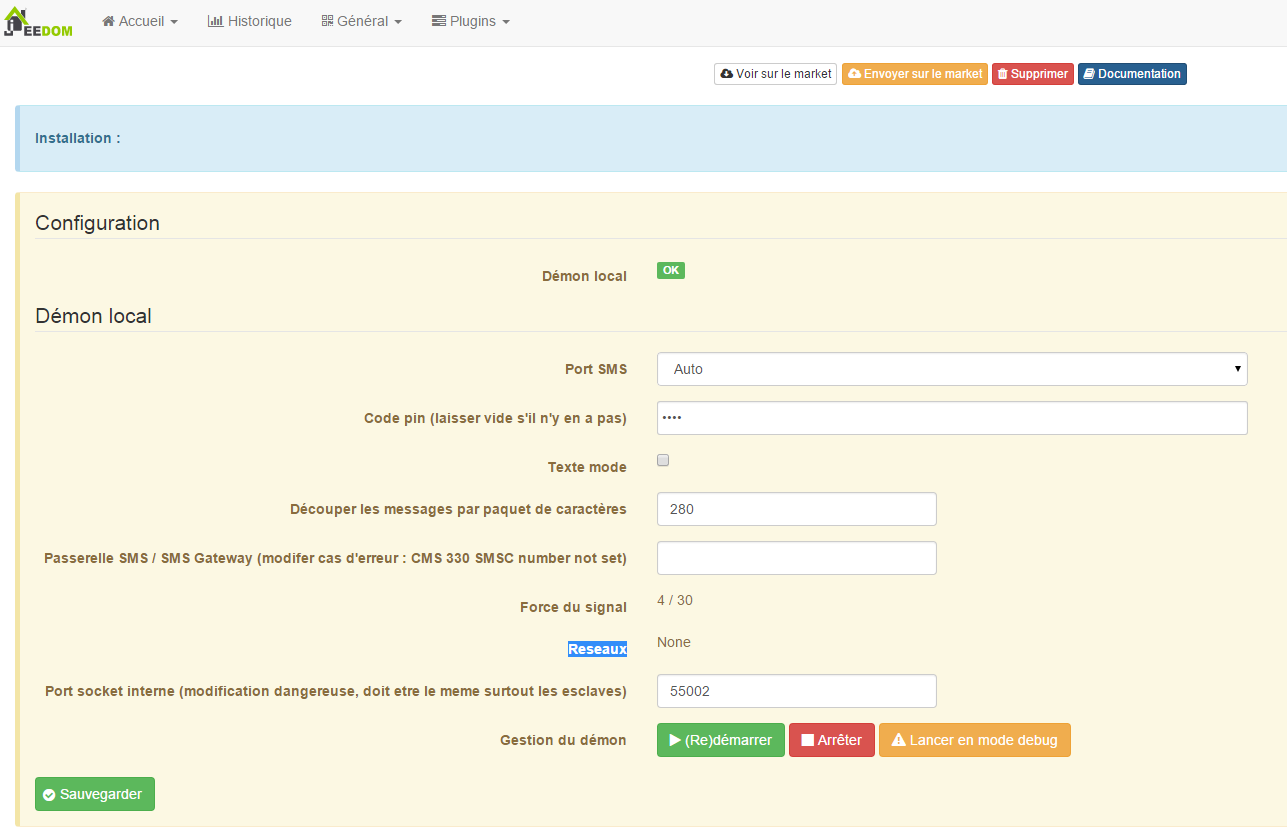 JEEDOM Accueil Historique Général Plugins
Voir sur le market Envoyer sur le market Supprimer Documentation
Installation :
Configuration
Démon local OK
Démon local
Port SMS Auto
Code pin (laisser vide s'il n'y en a pas) ••••
Texte mode
Découper les messages par paquet de caractères 280
Passerelle SMS / SMS Gateway (modifer cas d'erreur : CMS 330 SMSC number not set)
Force du signal 4 / 30
Reseaux None
Port socket interne (modification dangereuse, doit etre le meme surtout les esclaves) 55002
Gestion du démon (Re)démarrer Arrêter Lancer en mode debug
Sauvegarder